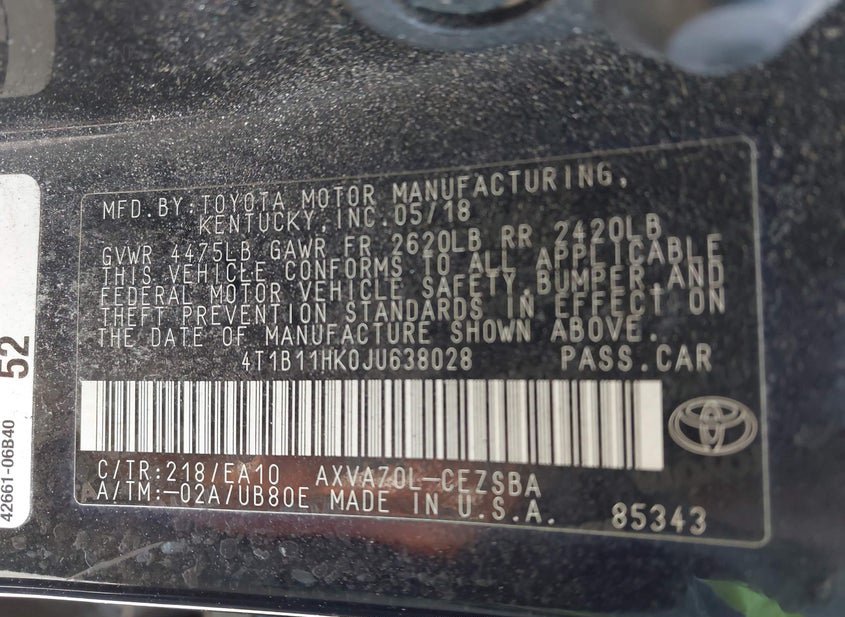 MFD. BY: TOYOTA MOTOR MANUFACTURING,
KENTUCKY, INC. 05/18
GVWR 4475LB GAWR FR 2620LB RR 2420LB
THIS VEHICLE CONFORMS TO ALL APPLICABLE
FEDERAL MOTOR VEHICLE SAFETY, BUMPER, AND
THEFT PREVENTION STANDARDS IN EFFECT ON
THE DATE OF MANUFACTURE SHOWN ABOVE.
4T1B11HK0JU638028 PASS. CAR
C/TR: 218/EA10 AXVA70L-CEZSBA
A/TM: -02A/UB80E MADE IN U.S.A. 85343
52
42661-06B40